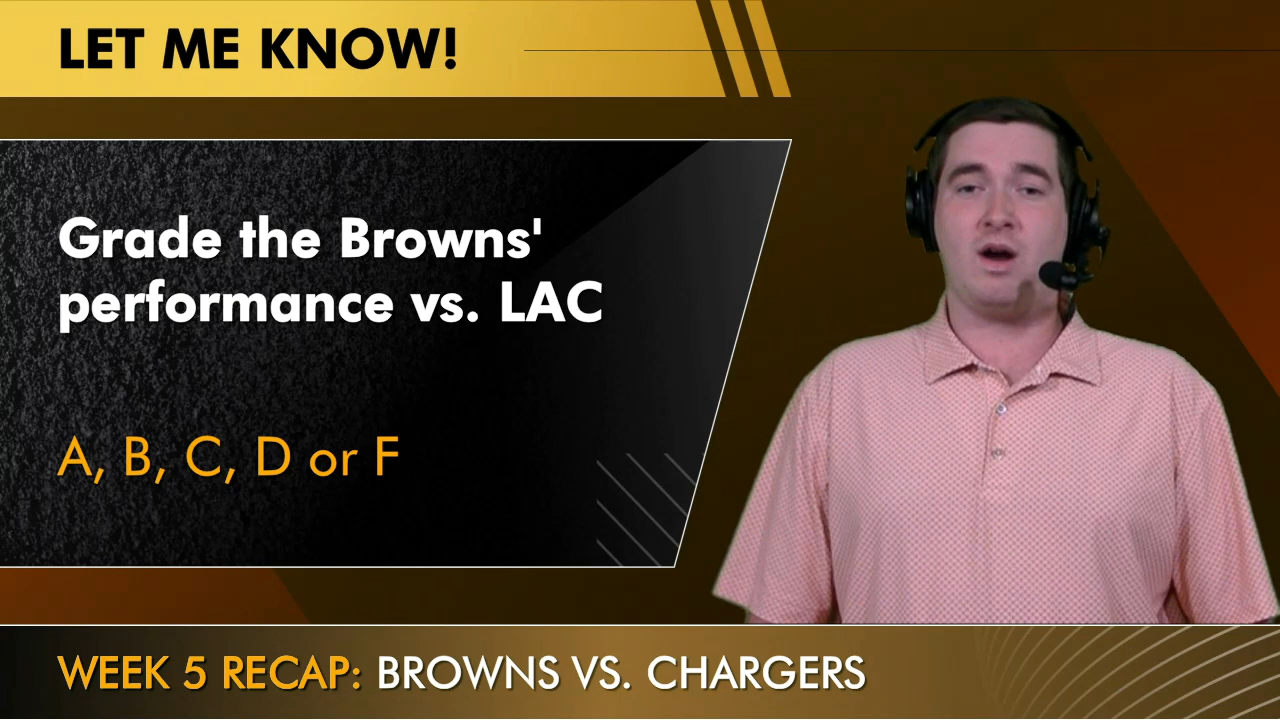 LET ME KNOW!
Grade the Browns'
performance vs. LAC
A, B, C, D or F
WEEK 5 RECAP: BROWNS VS. CHARGERS